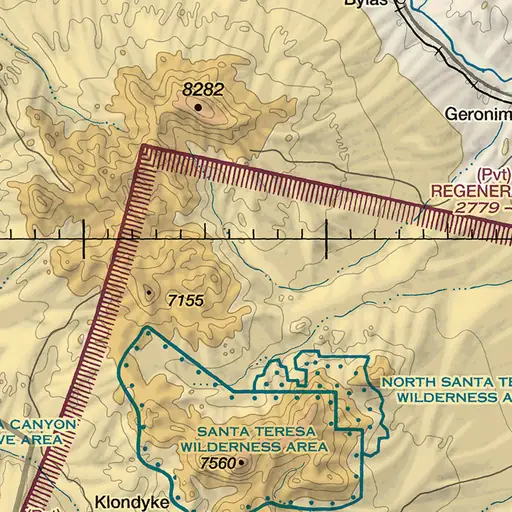 Bylas
8282
Geronim
(Pvt)
REGENER
2779 -
7155
NORTH SANTA TE
WILDERNESS A
A CANYON
VE AREA
SANTA TERESA
WILDERNESS AREA
7560
Klondyke